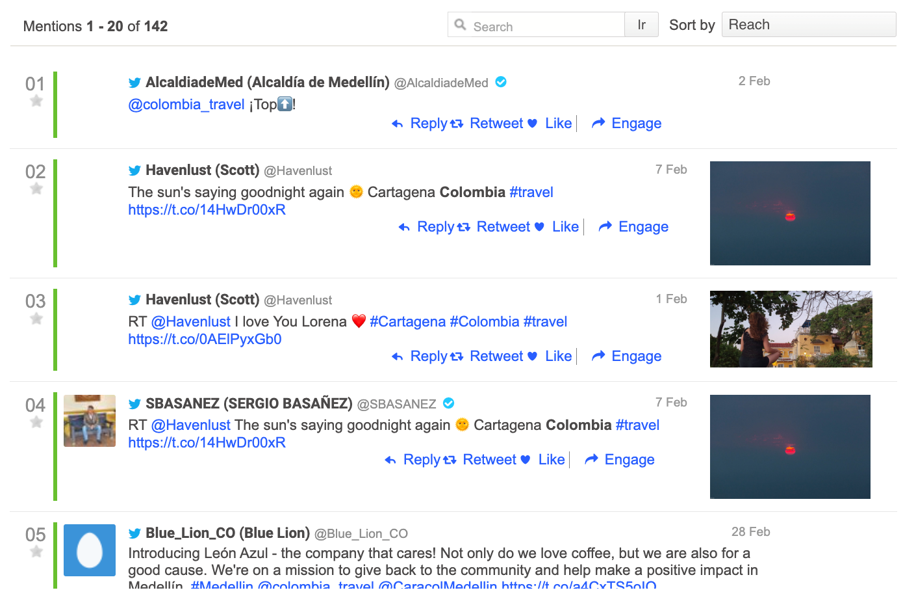 Mentions 1 - 20 of 142
Search
Ir
Sort by
Reach
01
AlcaldiadeMed (Alcaldía de Medellín) @AlcaldiadeMed
2 Feb
@colombia_travel ¡Top⬆️!
Reply Retweet Like Engage
02
Havenlust (Scott) @Havenlust
7 Feb
The sun's saying goodnight again 🌞 Cartagena Colombia #travel
https://t.co/14HwDr00xR
Reply Retweet Like Engage
03
Havenlust (Scott) @Havenlust
1 Feb
RT @Havenlust I love You Lorena ❤️ #Cartagena #Colombia #travel
https://t.co/0AElPyxGb0
Reply Retweet Like Engage
04
SBASANEZ (SERGIO BASAÑEZ) @SBASANEZ
7 Feb
RT @Havenlust The sun's saying goodnight again 🌞 Cartagena Colombia #travel
https://t.co/14HwDr00xR
Reply Retweet Like Engage
05
Blue_Lion_CO (Blue Lion) @Blue_Lion_CO
28 Feb
Introducing León Azul - the company that cares! Not only do we love coffee, but we are also for a
good cause. We're on a mission to give back to the community and help make a positive impact in
Medellín. #Medellin @colombia_travel @CaracolMedellin https://t.co/a4CxTS5oIO